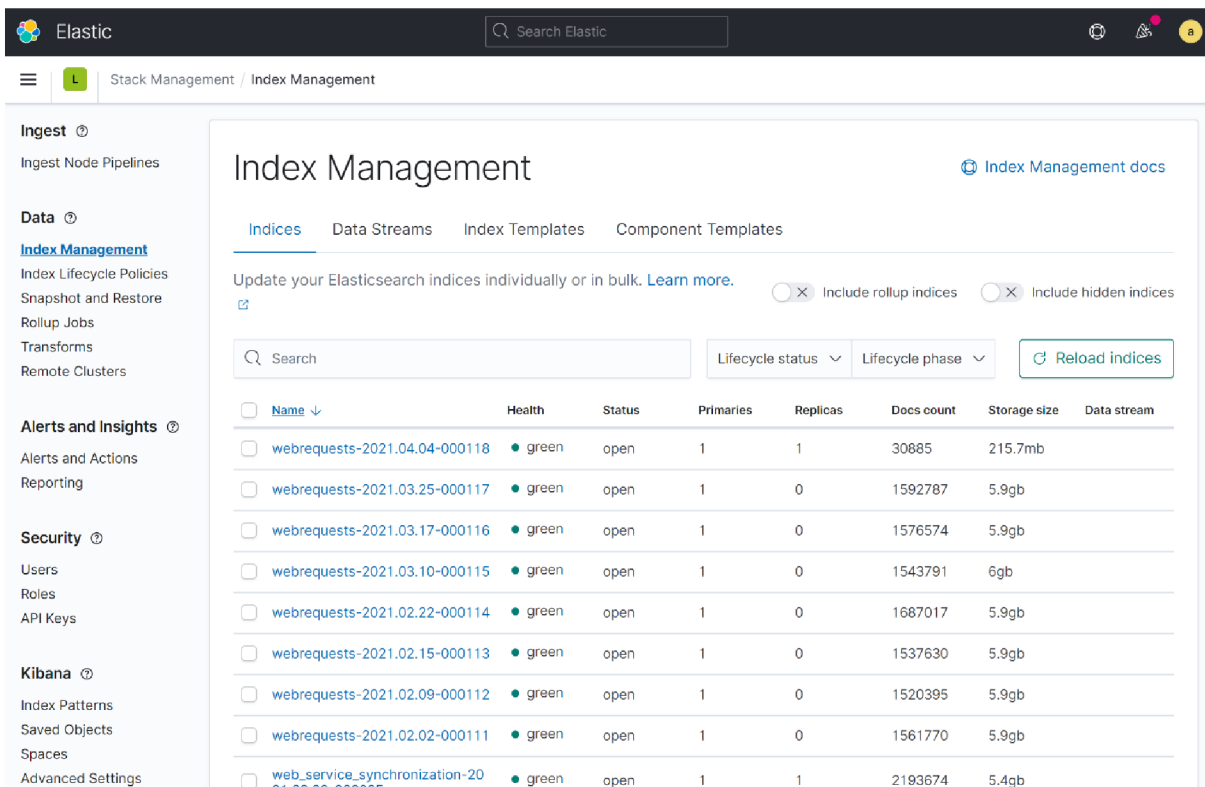 Elastic
Search Elastic
a
L
Stack Management / Index Management
Ingest
Ingest Node Pipelines
Data
Index Management
Index Lifecycle Policies
Snapshot and Restore
Rollup Jobs
Transforms
Remote Clusters
Alerts and Insights
Alerts and Actions
Reporting
Security
Users
Roles
API Keys
Kibana
Index Patterns
Saved Objects
Spaces
Advanced Settings
Index Management
Index Management docs
Indices Data Streams Index Templates Component Templates
Update your Elasticsearch indices individually or in bulk. Learn more.
Include rollup indices Include hidden indices
Search
Lifecycle status Lifecycle phase Reload indices
Name Health Status Primaries Replicas Docs count Storage size Data stream
webrequests-2021.04.04-000118 green open 1 1 30885 215.7mb
webrequests-2021.03.25-000117 green open 1 0 1592787 5.9gb
webrequests-2021.03.17-000116 green open 1 0 1576574 5.9gb
webrequests-2021.03.10-000115 green open 1 0 1543791 6gb
webrequests-2021.02.22-000114 green open 1 0 1687017 5.9gb
webrequests-2021.02.15-000113 green open 1 0 1537630 5.9gb
webrequests-2021.02.09-000112 green open 1 0 1520395 5.9gb
webrequests-2021.02.02-000111 green open 1 0 1561770 5.9gb
web_service_synchronization-20 green open 1 1 2193674 5.4gb